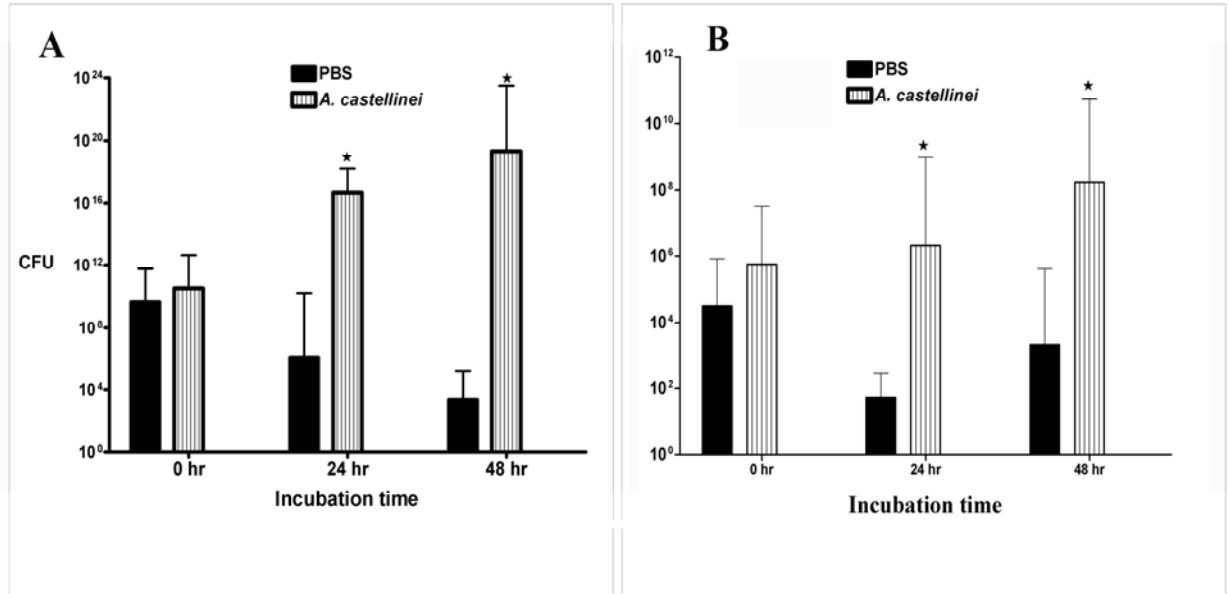 A
PBS
A. castellinei
10²⁴
10²⁰
10¹⁶
10¹²
10⁸
10⁴
10⁰
CFU
0 hr
24 hr
48 hr
Incubation time
B
PBS
A. castellinei
10¹²
10¹⁰
10⁸
10⁶
10⁴
10²
10⁰
0 hr
24 hr
48 hr
Incubation time